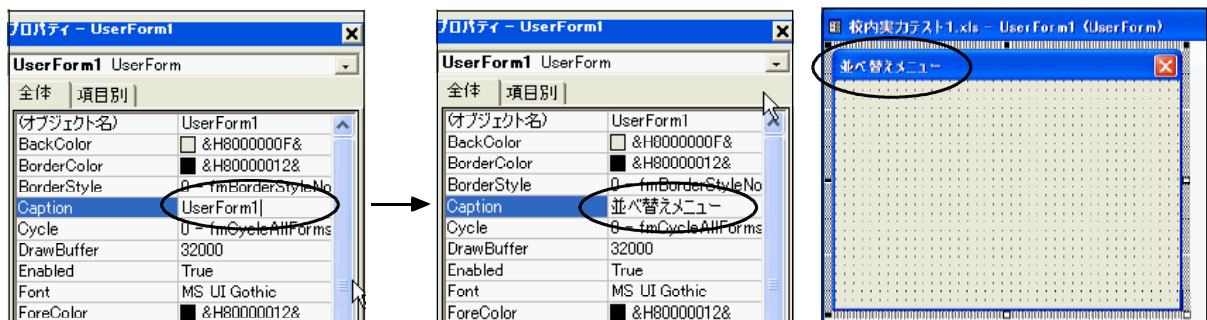 プロパティ - UserForm1
UserForm1 UserForm
全体 項目別
(オブジェクト名) UserForm1
BackColor &H8000000F&
BorderColor &H80000012&
BorderStyle 0 - fmBorderStyleNo
Caption UserForm1
Cycle 0 - fmCycleAllForms
DrawBuffer 32000
Enabled True
Font MS UI Gothic
ForeColor &H80000012&
プロパティ - UserForm1
UserForm1 UserForm
全体 項目別
(オブジェクト名) UserForm1
BackColor &H8000000F&
BorderColor &H80000012&
BorderStyle 0 - fmBorderStyleNo
Caption 並べ替えメニュー
Cycle 0 - fmCycleAllForms
DrawBuffer 32000
Enabled True
Font MS UI Gothic
ForeColor &H80000012&
校内実力テスト1.xls - UserForm1 (UserForm)
並べ替えメニュー